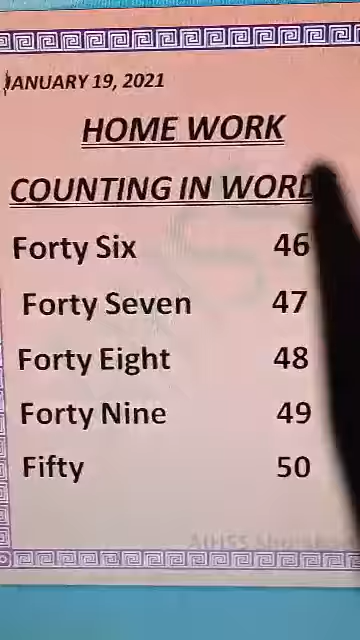 JANUARY 19, 2021
HOME WORK
COUNTING IN WORD
Forty Six 46
Forty Seven 47
Forty Eight 48
Forty Nine 49
Fifty 50